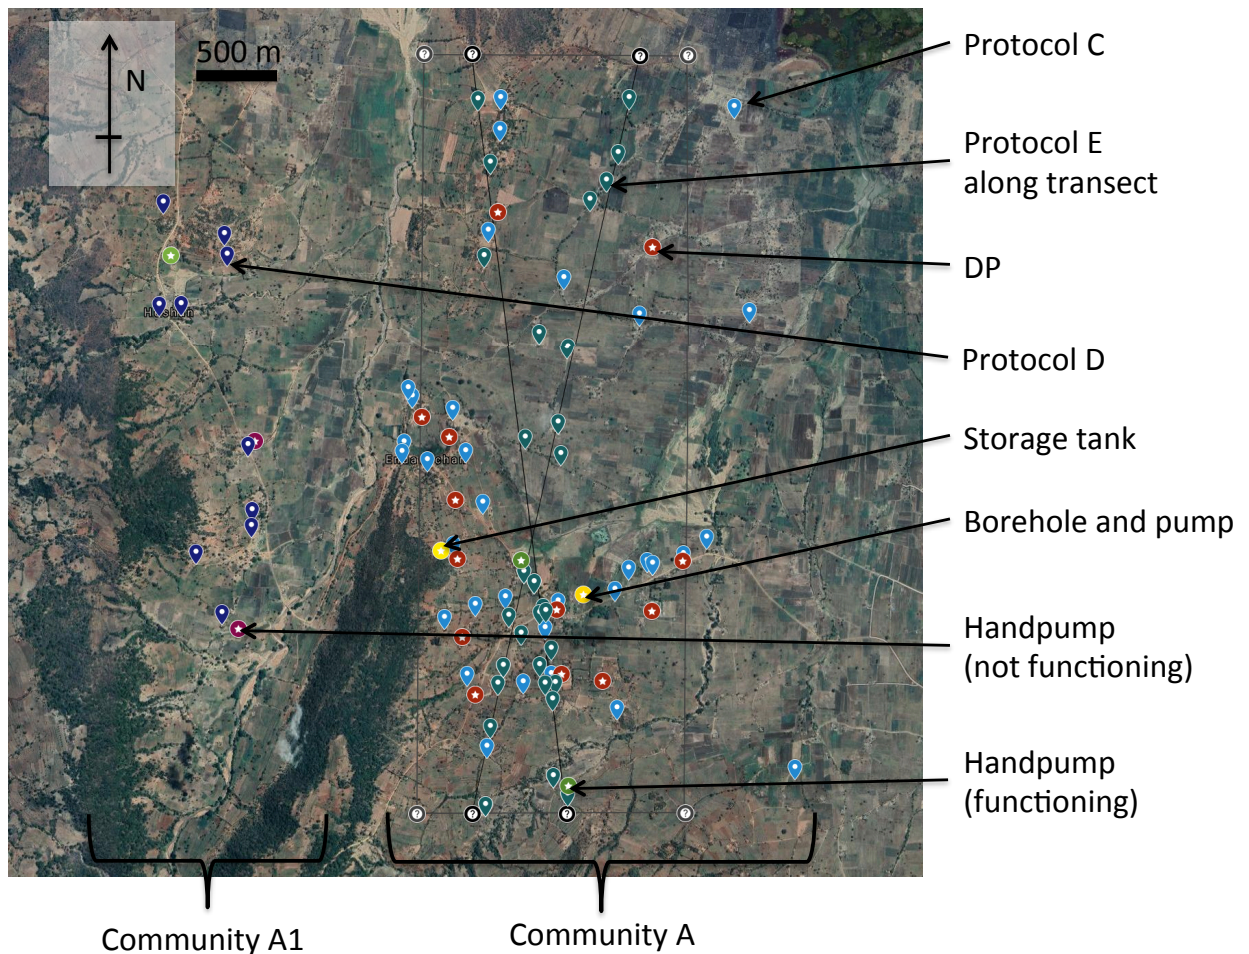 500 m
N
Protocol C
Protocol E
along transect
DP
Protocol D
Storage tank
Borehole and pump
Handpump
(not functioning)
Handpump
(functioning)
Community A1
Community A